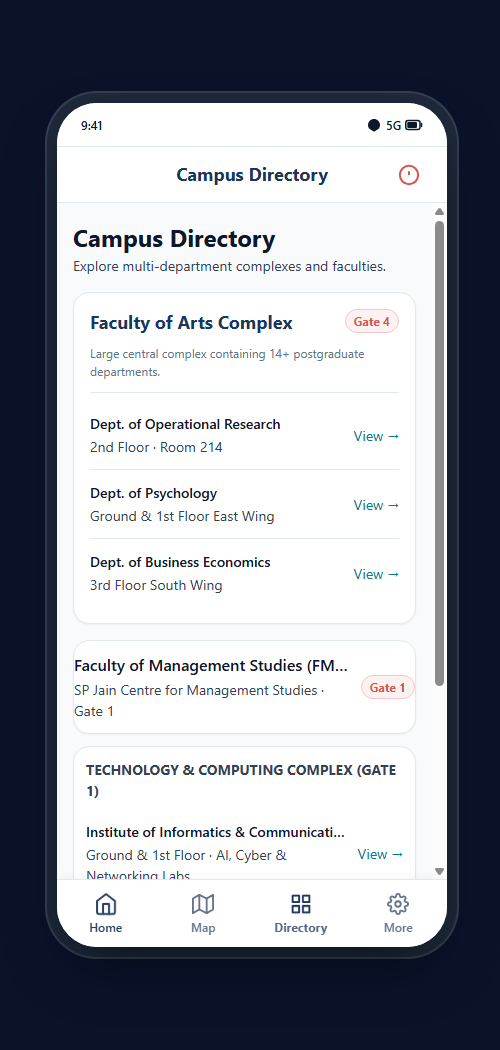 9:41
5G
Campus Directory
Campus Directory
Explore multi-department complexes and faculties.
Faculty of Arts Complex
Gate 4
Large central complex containing 14+ postgraduate
departments.
Dept. of Operational Research
2nd Floor · Room 214
View →
Dept. of Psychology
Ground & 1st Floor East Wing
View →
Dept. of Business Economics
3rd Floor South Wing
View →
Faculty of Management Studies (FM...
SP Jain Centre for Management Studies ·
Gate 1
Gate 1
TECHNOLOGY & COMPUTING COMPLEX (GATE
1)
Institute of Informatics & Communicati...
Ground & 1st Floor · AI, Cyber &
Networking Labs
View →
Home
Map
Directory
More